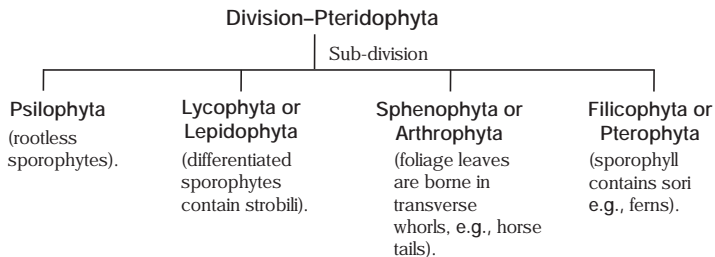 Division–Pteridophyta
Sub-division
Psilophyta
(rootless
sporophytes).
Lycophyta or
Lepidophyta
(differentiated
sporophytes
contain strobili).
Sphenophyta or
Arthrophyta
(foliage leaves
are borne in
transverse
whorls, e.g., horse
tails).
Filicophyta or
Pterophyta
(sporophyll
contains sori
e.g., ferns).